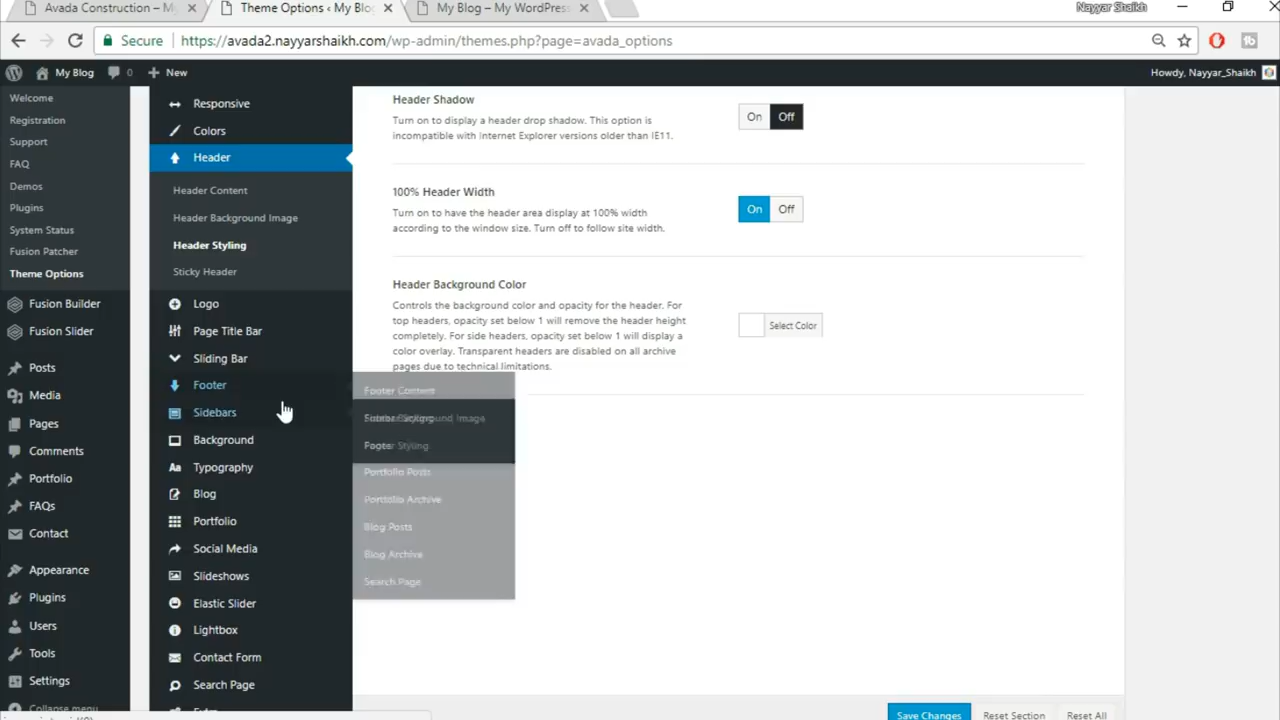 Avada Construction – My
Theme Options ‹ My Blog
My Blog – My WordPress
Nayyar Shaikh
Secure
https://avada2.nayyarshaikh.com/wp-admin/themes.php?page=avada_options
My Blog
0
New
Howdy, Nayyar_Shaikh
Welcome
Registration
Support
FAQ
Demos
Plugins
System Status
Fusion Patcher
Theme Options
Fusion Builder
Fusion Slider
Posts
Media
Pages
Comments
Portfolio
FAQs
Contact
Appearance
Plugins
Users
Tools
Settings
Collapse menu
Responsive
Colors
Header
Header Content
Header Background Image
Header Styling
Sticky Header
Logo
Page Title Bar
Sliding Bar
Footer
Sidebars
Background
Typography
Blog
Portfolio
Social Media
Slideshows
Elastic Slider
Lightbox
Contact Form
Search Page
Extra
Footer Content
Background Image
Styling
Portfolio Posts
Portfolio Archive
Blog Posts
Blog Archive
Search Page
Header Shadow
Turn on to display a header drop shadow. This option is
incompatible with Internet Explorer versions older than IE11.
On Off
100% Header Width
Turn on to have the header area display at 100% width
according to the window size. Turn off to follow site width.
On Off
Header Background Color
Controls the background color and opacity for the header. For
top headers, opacity set below 1 will remove the header height
completely. For side headers, opacity set below 1 will display a
color overlay. Transparent headers are disabled on all archive
pages due to technical limitations.
Select Color
Save Changes
Reset Section
Reset All